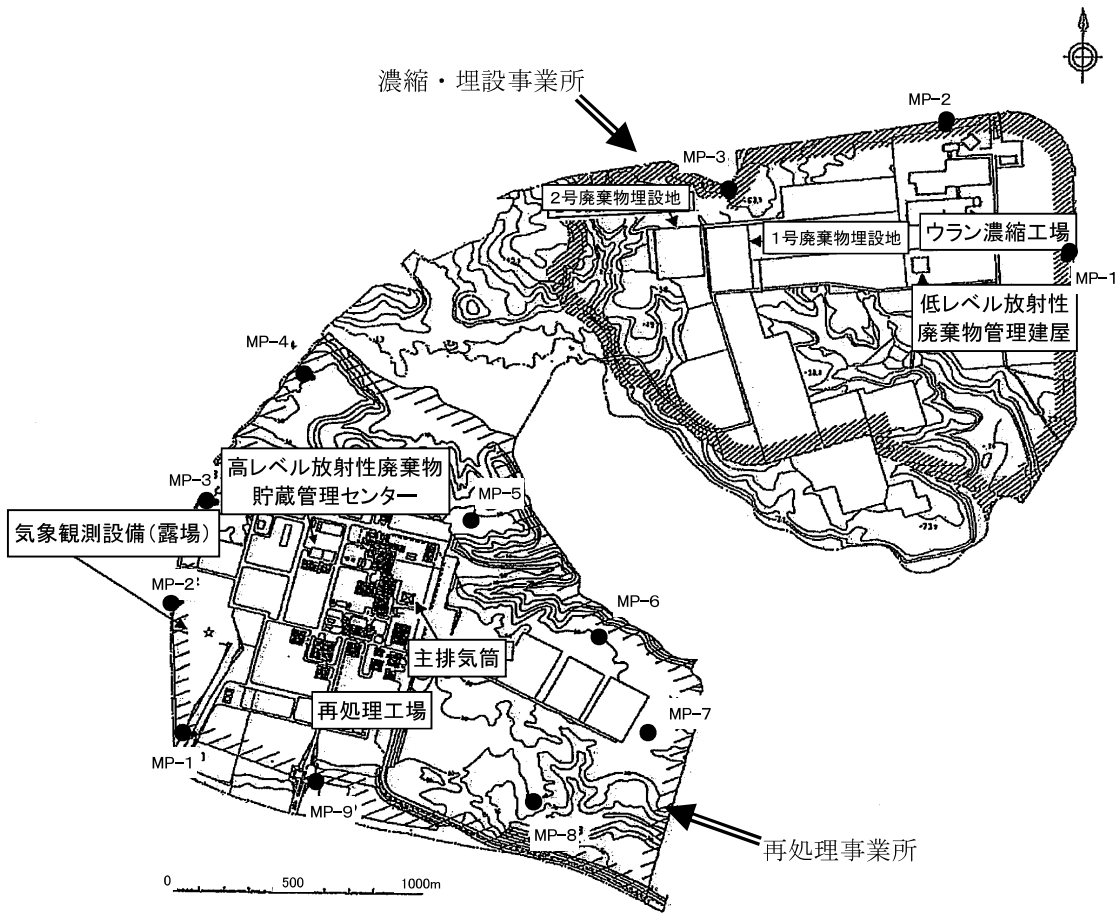 濃縮・埋設事業所
MP-2
MP-3
2号廃棄物埋設地
1号廃棄物埋設地
ウラン濃縮工場
MP-1
低レベル放射性
廃棄物管理建屋
MP-4
高レベル放射性廃棄物
貯蔵管理センター
MP-3
MP-5
気象観測設備(露場)
MP-2
MP-6
主排気筒
再処理工場
MP-7
MP-1
MP-9
MP-8
再処理事業所
0 500 1000m